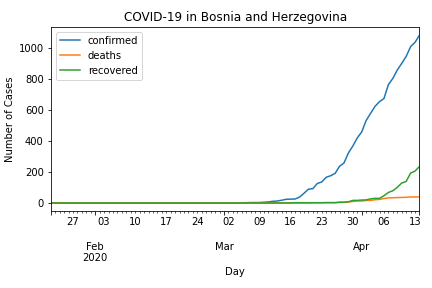 COVID-19 in Bosnia and Herzegovina
confirmed
deaths
recovered
Number of Cases
1000
800
600
400
200
0
27 03 10 17 24 02 09 16 23 30 06 13
Feb Mar Apr
2020
Day